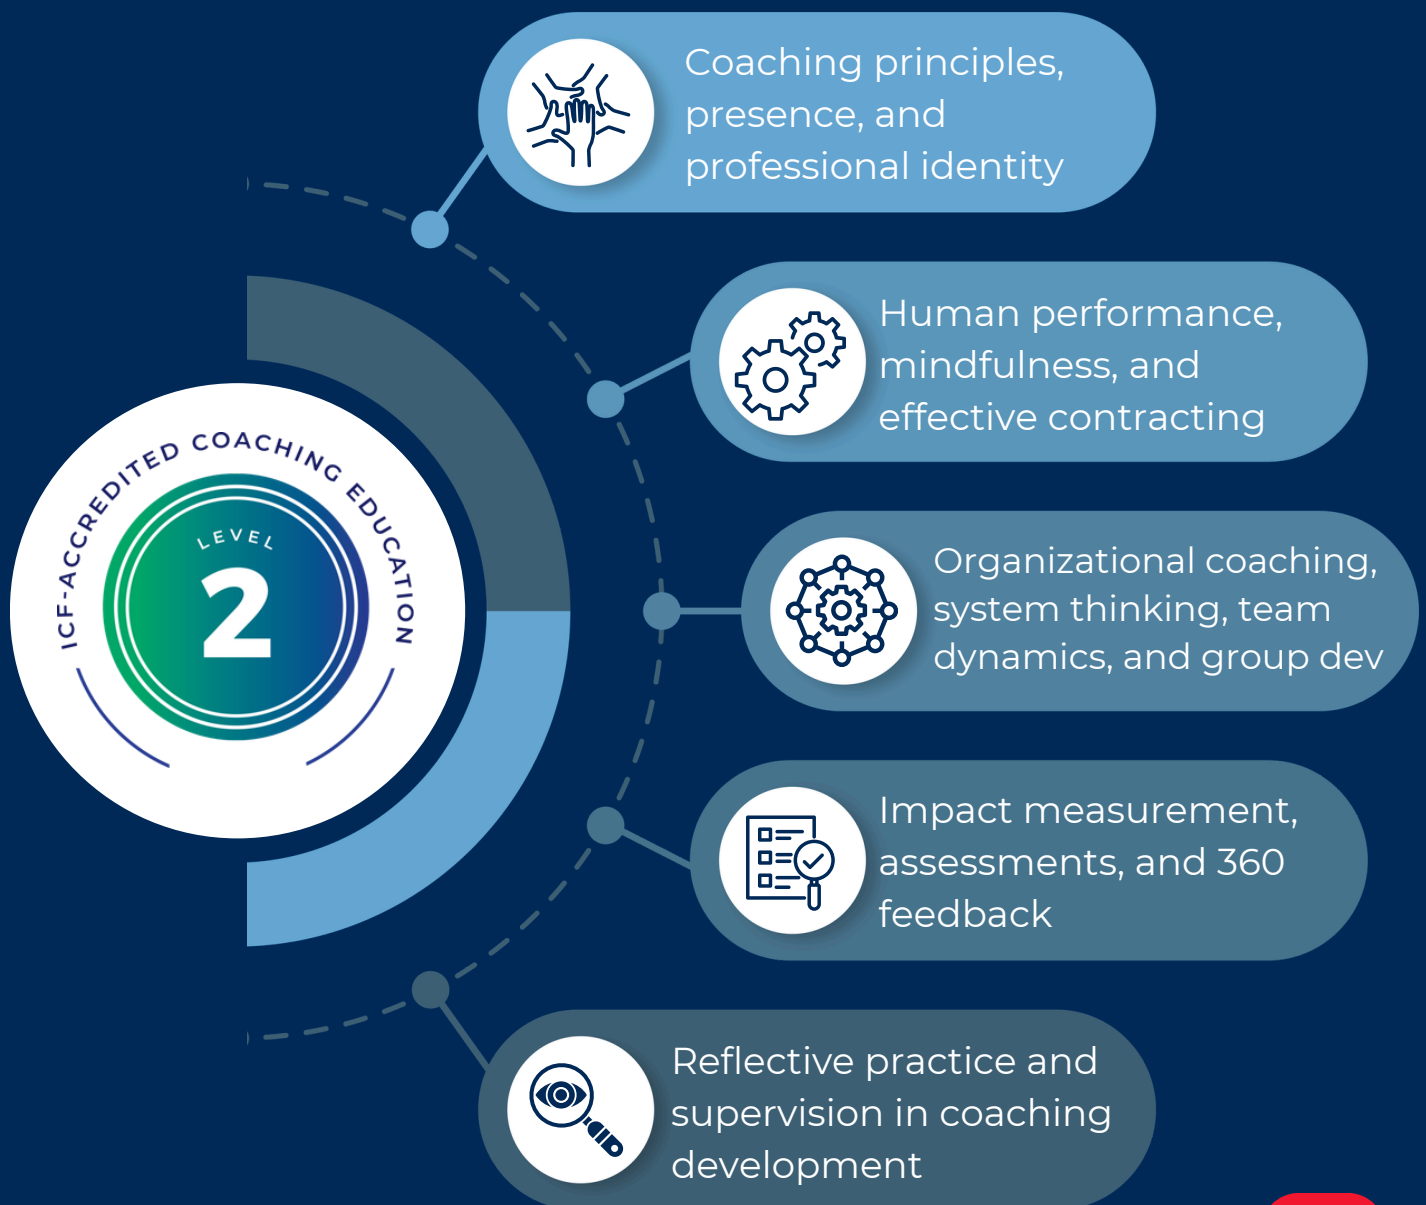 Coaching principles,
presence, and
professional identity
Human performance,
mindfulness, and
effective contracting
ICF-ACCREDITED COACHING EDUCATION
LEVEL
2
Organizational coaching,
system thinking, team
dynamics, and group dev
Impact measurement,
assessments, and 360
feedback
Reflective practice and
supervision in coaching
development